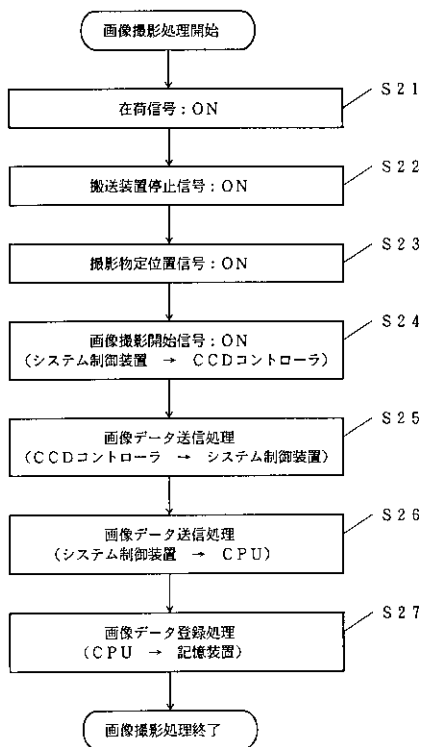 画像撮影処理開始
S21
在荷信号:ON
S22
搬送装置停止信号:ON
S23
撮影物定位置信号:ON
S24
画像撮影開始信号:ON
(システム制御装置 → CCDコントローラ)
S25
画像データ送信処理
(CCDコントローラ → システム制御装置)
S26
画像データ送信処理
(システム制御装置 → CPU)
S27
画像データ登録処理
(CPU → 記憶装置)
画像撮影処理終了